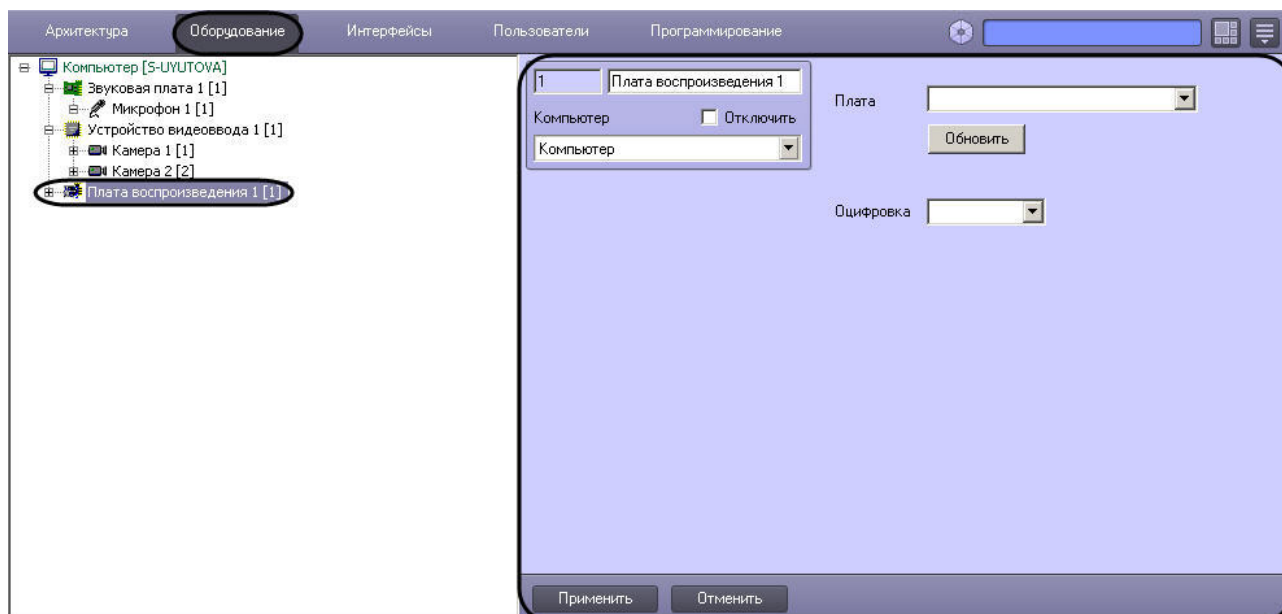 Архитектура Оборудование Интерфейсы Пользователи Программирование
Компьютер [S-UYUTOVA]
Звуковая плата 1 [1]
Микрофон 1 [1]
Устройство видеоввода 1 [1]
Камера 1 [1]
Камера 2 [2]
Плата воспроизведения 1 [1]
1 Плата воспроизведения 1
Компьютер Отключить
Компьютер
Плата
Обновить
Оцифровка
Применить Отменить